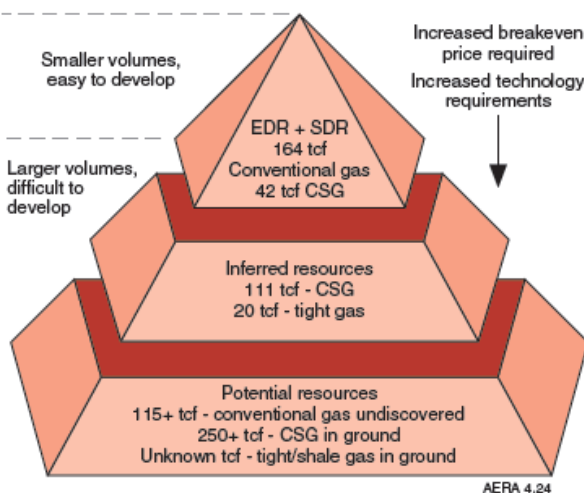 Smaller volumes,
easy to develop
Larger volumes,
difficult to
develop
Increased breakeven
price required
Increased technology
requirements
EDR + SDR
164 tcf
Conventional gas
42 tcf CSG
Inferred resources
111 tcf - CSG
20 tcf - tight gas
Potential resources
115+ tcf - conventional gas undiscovered
250+ tcf - CSG in ground
Unknown tcf - tight/shale gas in ground
AERA 4.24